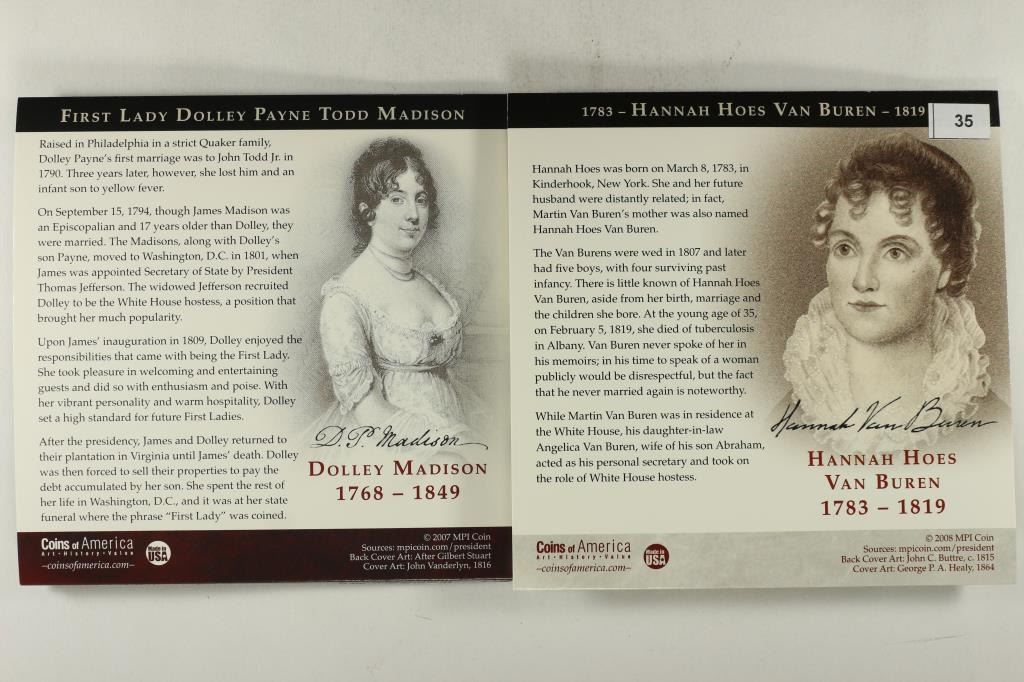 First Lady Dolley Payne Todd Madison
Raised in Philadelphia in a strict Quaker family,
Dolley Payne's first marriage was to John Todd Jr. in
1790. Three years later, however, she lost him and an
infant son to yellow fever.
On September 15, 1794, though James Madison was
an Episcopalian and 17 years older than Dolley, they
were married. The Madisons, along with Dolley's
son Payne, moved to Washington, D.C. in 1801, when
James was appointed Secretary of State by President
Thomas Jefferson. The widowed Jefferson recruited
Dolley to be the White House hostess, a position that
brought her much popularity.
Upon James' inauguration in 1809, Dolley enjoyed the
responsibilities that came with being the First Lady.
She took pleasure in welcoming and entertaining
guests and did so with enthusiasm and poise. With
her vibrant personality and warm hospitality, Dolley
set a high standard for future First Ladies.
After the presidency, James and Dolley returned to
their plantation in Virginia until James' death. Dolley
was then forced to sell their properties to pay the
debt accumulated by her son. She spent the rest of
her life in Washington, D.C., and it was at her state
funeral where the phrase "First Lady" was coined.
D. P. Madison
Dolley Madison
1768 – 1849
Coins of America
Art · History · Value
–coinsofamerica.com–
Made in
USA
© 2007 MPI Coin
Sources: mpicoin.com/president
Back Cover Art: After Gilbert Stuart
Cover Art: John Vanderlyn, 1816
1783 – Hannah Hoes Van Buren – 1819
35
Hannah Hoes was born on March 8, 1783, in
Kinderhook, New York. She and her future
husband were distantly related; in fact,
Martin Van Buren's mother was also named
Hannah Hoes Van Buren.
The Van Burens were wed in 1807 and later
had five boys, with four surviving past
infancy. There is little known of Hannah Hoes
Van Buren, aside from her birth, marriage and
the children she bore. At the young age of 35,
on February 5, 1819, she died of tuberculosis
in Albany. Van Buren never spoke of her in
his memoirs; in his time to speak of a woman
publicly would be disrespectful, but the fact
that he never married again is noteworthy.
While Martin Van Buren was in residence at
the White House, his daughter-in-law
Angelica Van Buren, wife of his son Abraham,
acted as his personal secretary and took on
the role of White House hostess.
Hannah Van Buren
Hannah Hoes
Van Buren
1783 – 1819
Coins of America
Art · History · Value
–coinsofamerica.com–
Made in
USA
© 2008 MPI Coin
Sources: mpicoin.com/president
Back Cover Art: John C. Buttre, c. 1815
Cover Art: George P. A. Healy, 1864